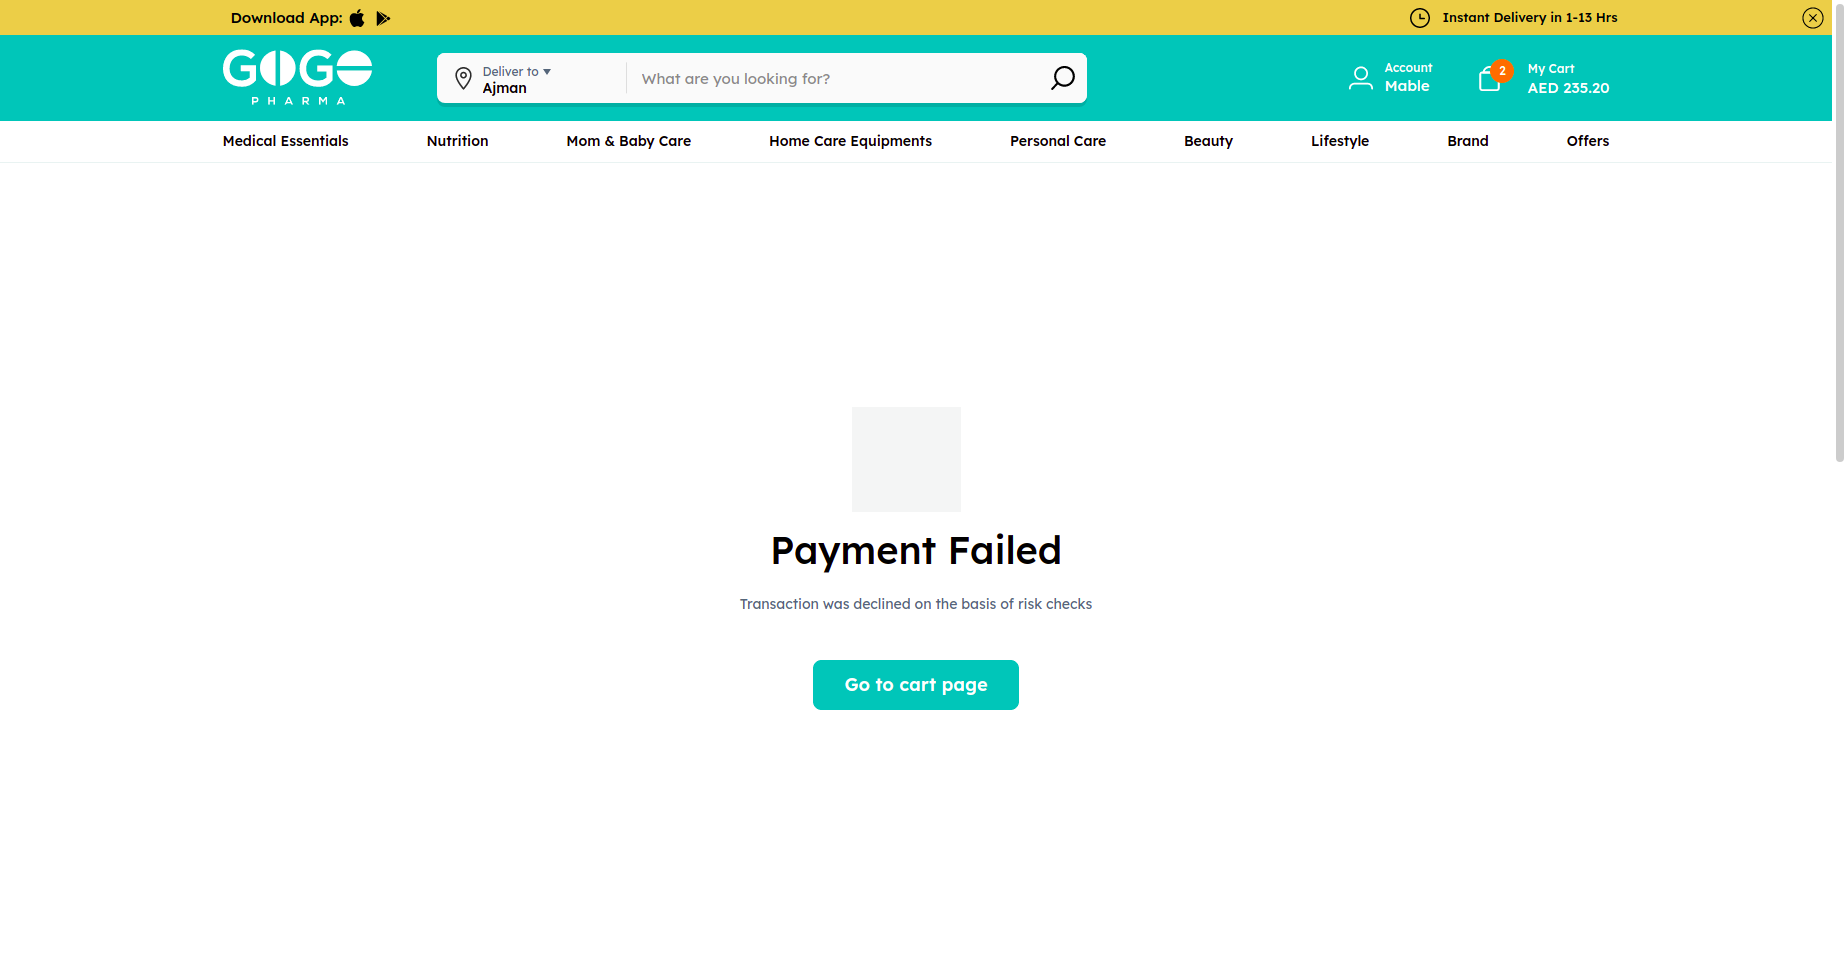 Download App:
Instant Delivery in 1-13 Hrs
GOGO
PHARMA
Deliver to
Ajman
What are you looking for?
Account
Mable
2
My Cart
AED 235.20
Medical Essentials
Nutrition
Mom & Baby Care
Home Care Equipments
Personal Care
Beauty
Lifestyle
Brand
Offers
Payment Failed
Transaction was declined on the basis of risk checks
Go to cart page